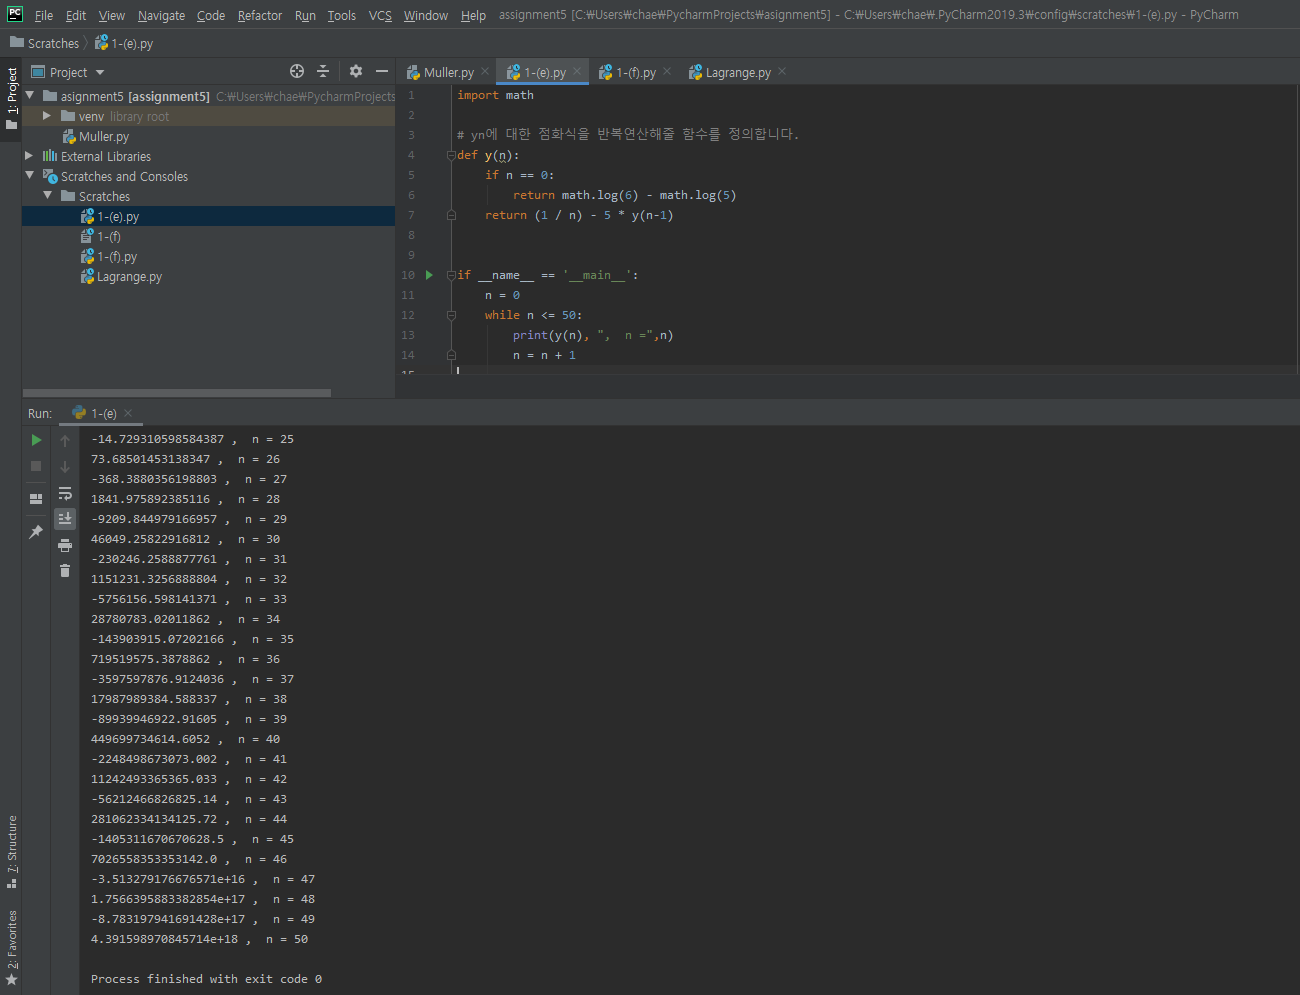 PC File Edit View Navigate Code Refactor Run Tools VCS Window Help assignment5 [C:₩Users₩chae₩PycharmProjects₩asignment5] - C:₩Users₩chae₩.PyCharm2019.3₩config₩scratches₩1-(e).py - PyCharm
Scratches 1-(e).py
1: Project
Project
asignment5 [assignment5] C:₩Users₩chae₩PycharmProjects
venv library root
Muller.py
External Libraries
Scratches and Consoles
Scratches
1-(e).py
1-(f)
1-(f).py
Lagrange.py
Muller.py 1-(e).py 1-(f).py Lagrange.py
1 import math
2
3 # yn에 대한 점화식을 반복연산해줄 함수를 정의합니다.
4 def y(n):
5 if n == 0:
6 return math.log(6) - math.log(5)
7 return (1 / n) - 5 * y(n-1)
8
9
10 if __name__ == '__main__':
11 n = 0
12 while n <= 50:
13 print(y(n), ",  n =",n)
14 n = n + 1
15
Run: 1-(e)
-14.729310598584387 ,  n = 25
73.68501453138347 ,  n = 26
-368.3880356198803 ,  n = 27
1841.975892385116 ,  n = 28
-9209.844979166957 ,  n = 29
46049.25822916812 ,  n = 30
-230246.2588877761 ,  n = 31
1151231.3256888804 ,  n = 32
-5756156.598141371 ,  n = 33
28780783.02011862 ,  n = 34
-143903915.07202166 ,  n = 35
719519575.3878862 ,  n = 36
-3597597876.9124036 ,  n = 37
17987989384.588337 ,  n = 38
-89939946922.91605 ,  n = 39
449699734614.6052 ,  n = 40
-2248498673073.002 ,  n = 41
11242493365365.033 ,  n = 42
-56212466826825.14 ,  n = 43
281062334134125.72 ,  n = 44
-1405311670670628.5 ,  n = 45
7026558353353142.0 ,  n = 46
-3.513279176676571e+16 ,  n = 47
1.7566395883382854e+17 ,  n = 48
-8.783197941691428e+17 ,  n = 49
4.391598970845714e+18 ,  n = 50
Process finished with exit code 0
7: Structure
2: Favorites